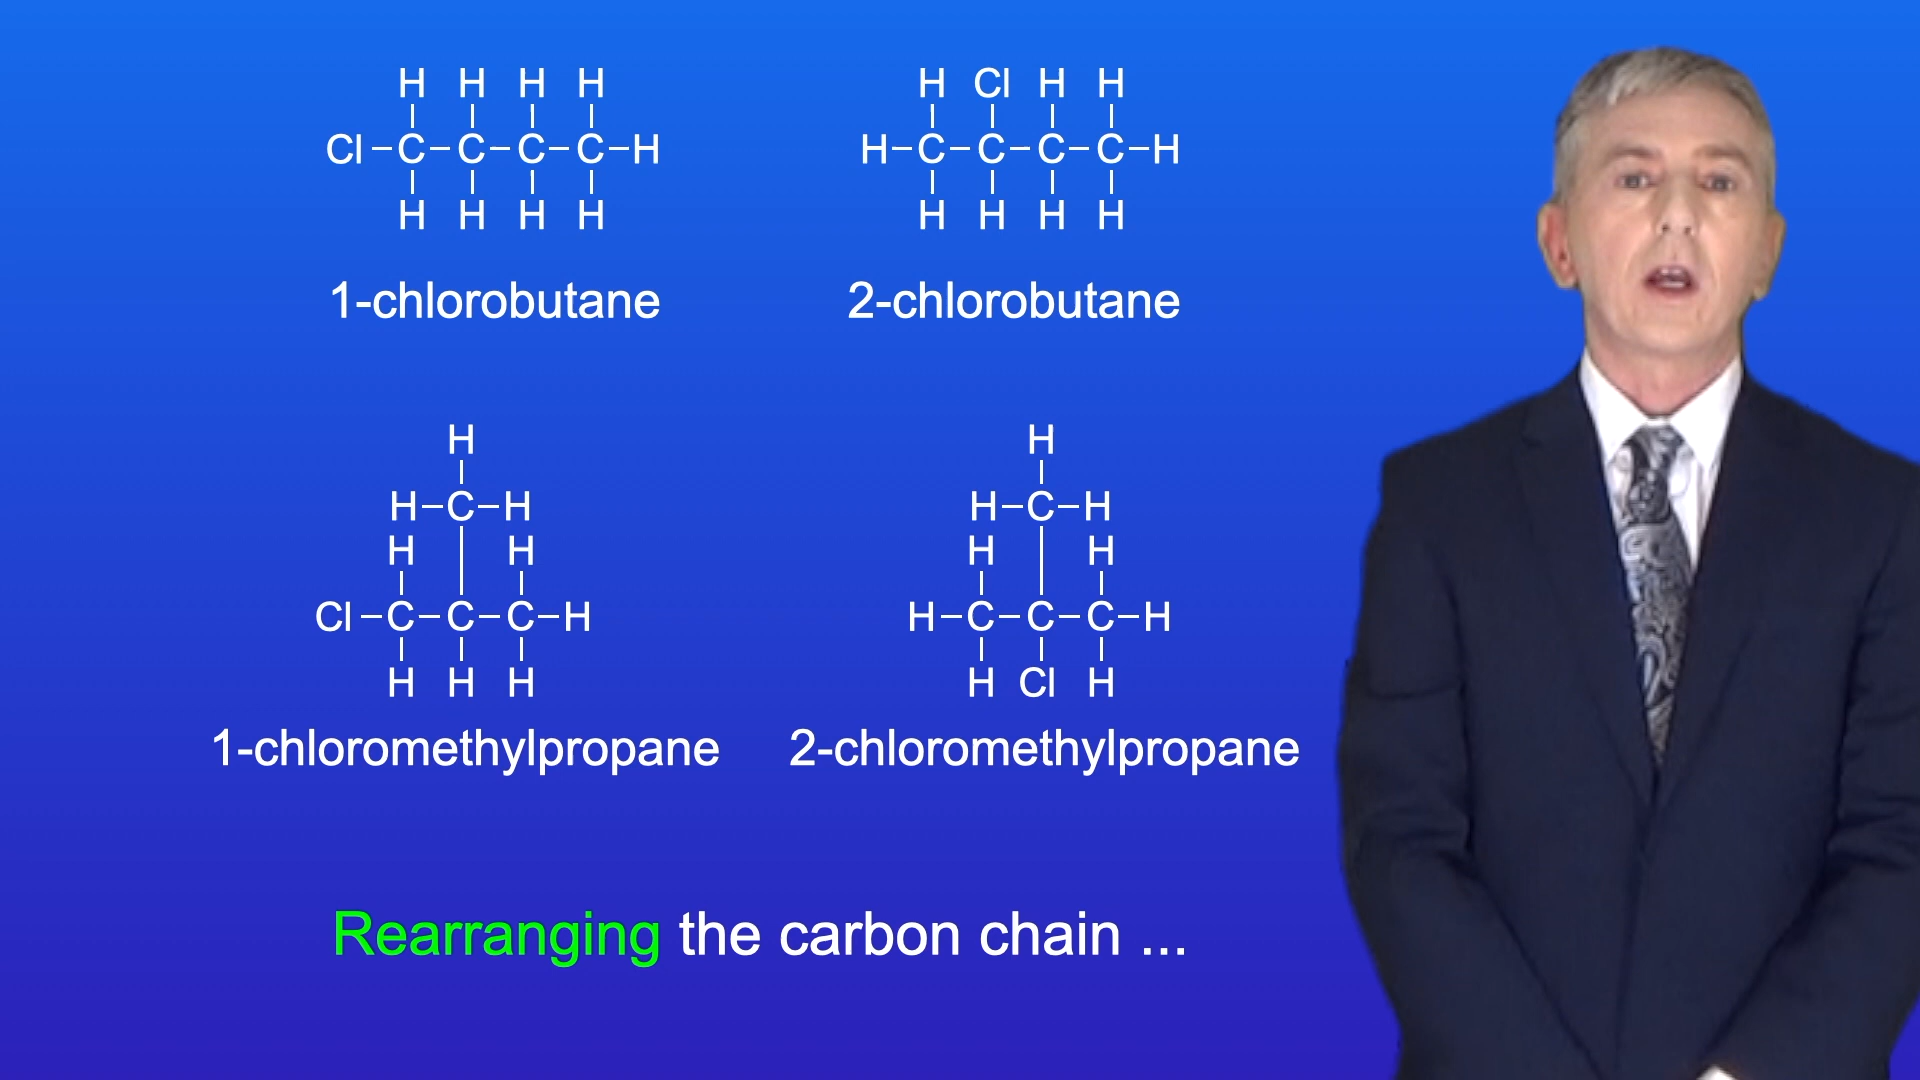 H H H H
Cl-C-C-C-C-H
H H H H
1-chlorobutane
H Cl H H
H-C-C-C-C-H
H H H H
2-chlorobutane
H
H-C-H
H H
Cl-C-C-C-H
H H H
1-chloromethylpropane
H
H-C-H
H H
H-C-C-C-H
H Cl H
2-chloromethylpropane
Rearranging the carbon chain ...